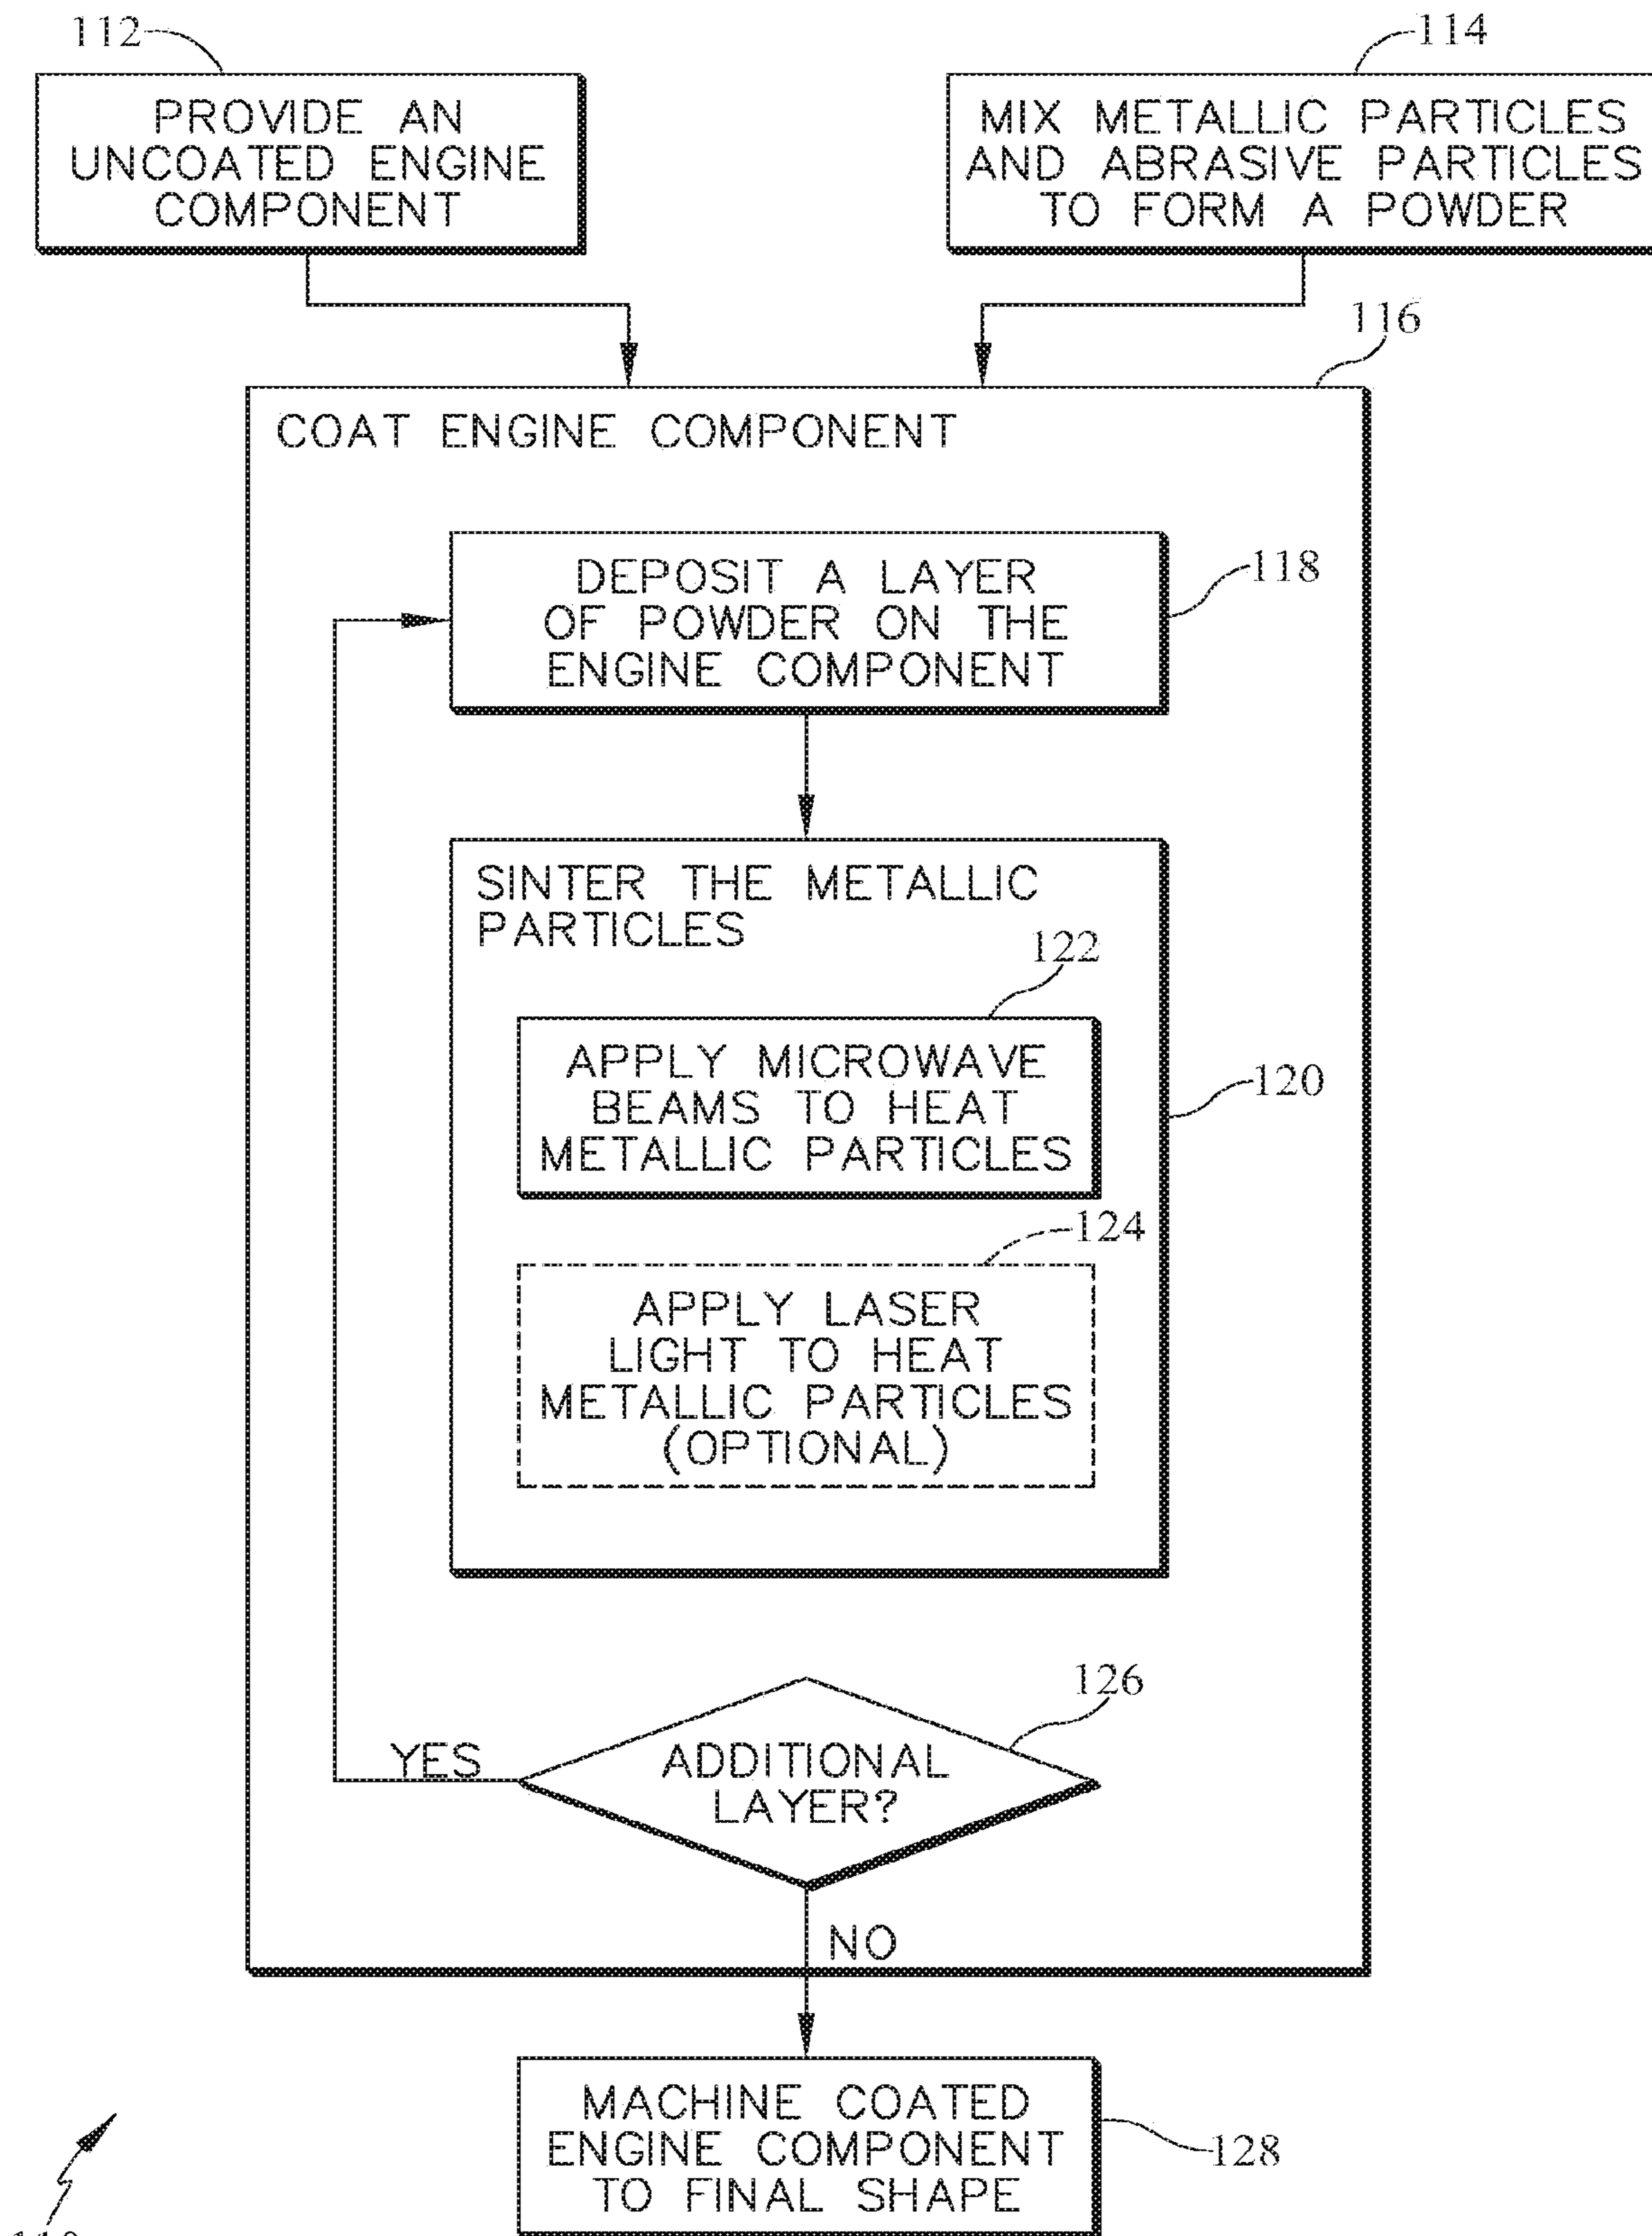 112
114
PROVIDE AN
UNCOATED ENGINE
COMPONENT
MIX METALLIC PARTICLES
AND ABRASIVE PARTICLES
TO FORM A POWDER
116
COAT ENGINE COMPONENT
DEPOSIT A LAYER
OF POWDER ON THE
ENGINE COMPONENT
118
SINTER THE METALLIC
PARTICLES
122
APPLY MICROWAVE
BEAMS TO HEAT
METALLIC PARTICLES
120
124
APPLY LASER
LIGHT TO HEAT
METALLIC PARTICLES
(OPTIONAL)
126
YES
ADDITIONAL
LAYER?
NO
MACHINE COATED
ENGINE COMPONENT
TO FINAL SHAPE
128